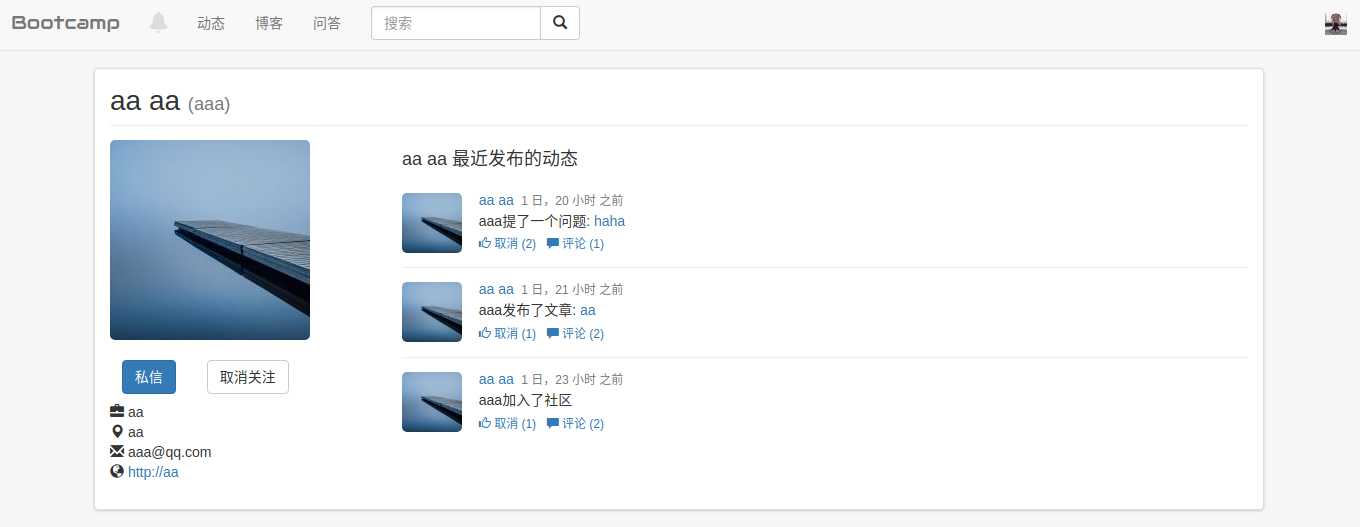 Bootcamp 动态 博客 问答 搜索
aa aa (aaa)
aa aa 最近发布的动态
aa aa 1 日，20 小时 之前
aaa提了一个问题: haha
取消 (2) 评论 (1)
aa aa 1 日，21 小时 之前
aaa发布了文章: aa
取消 (1) 评论 (2)
aa aa 1 日，23 小时 之前
aaa加入了社区
取消 (1) 评论 (2)
私信 取消关注
aa
aa
aaa@qq.com
http://aa